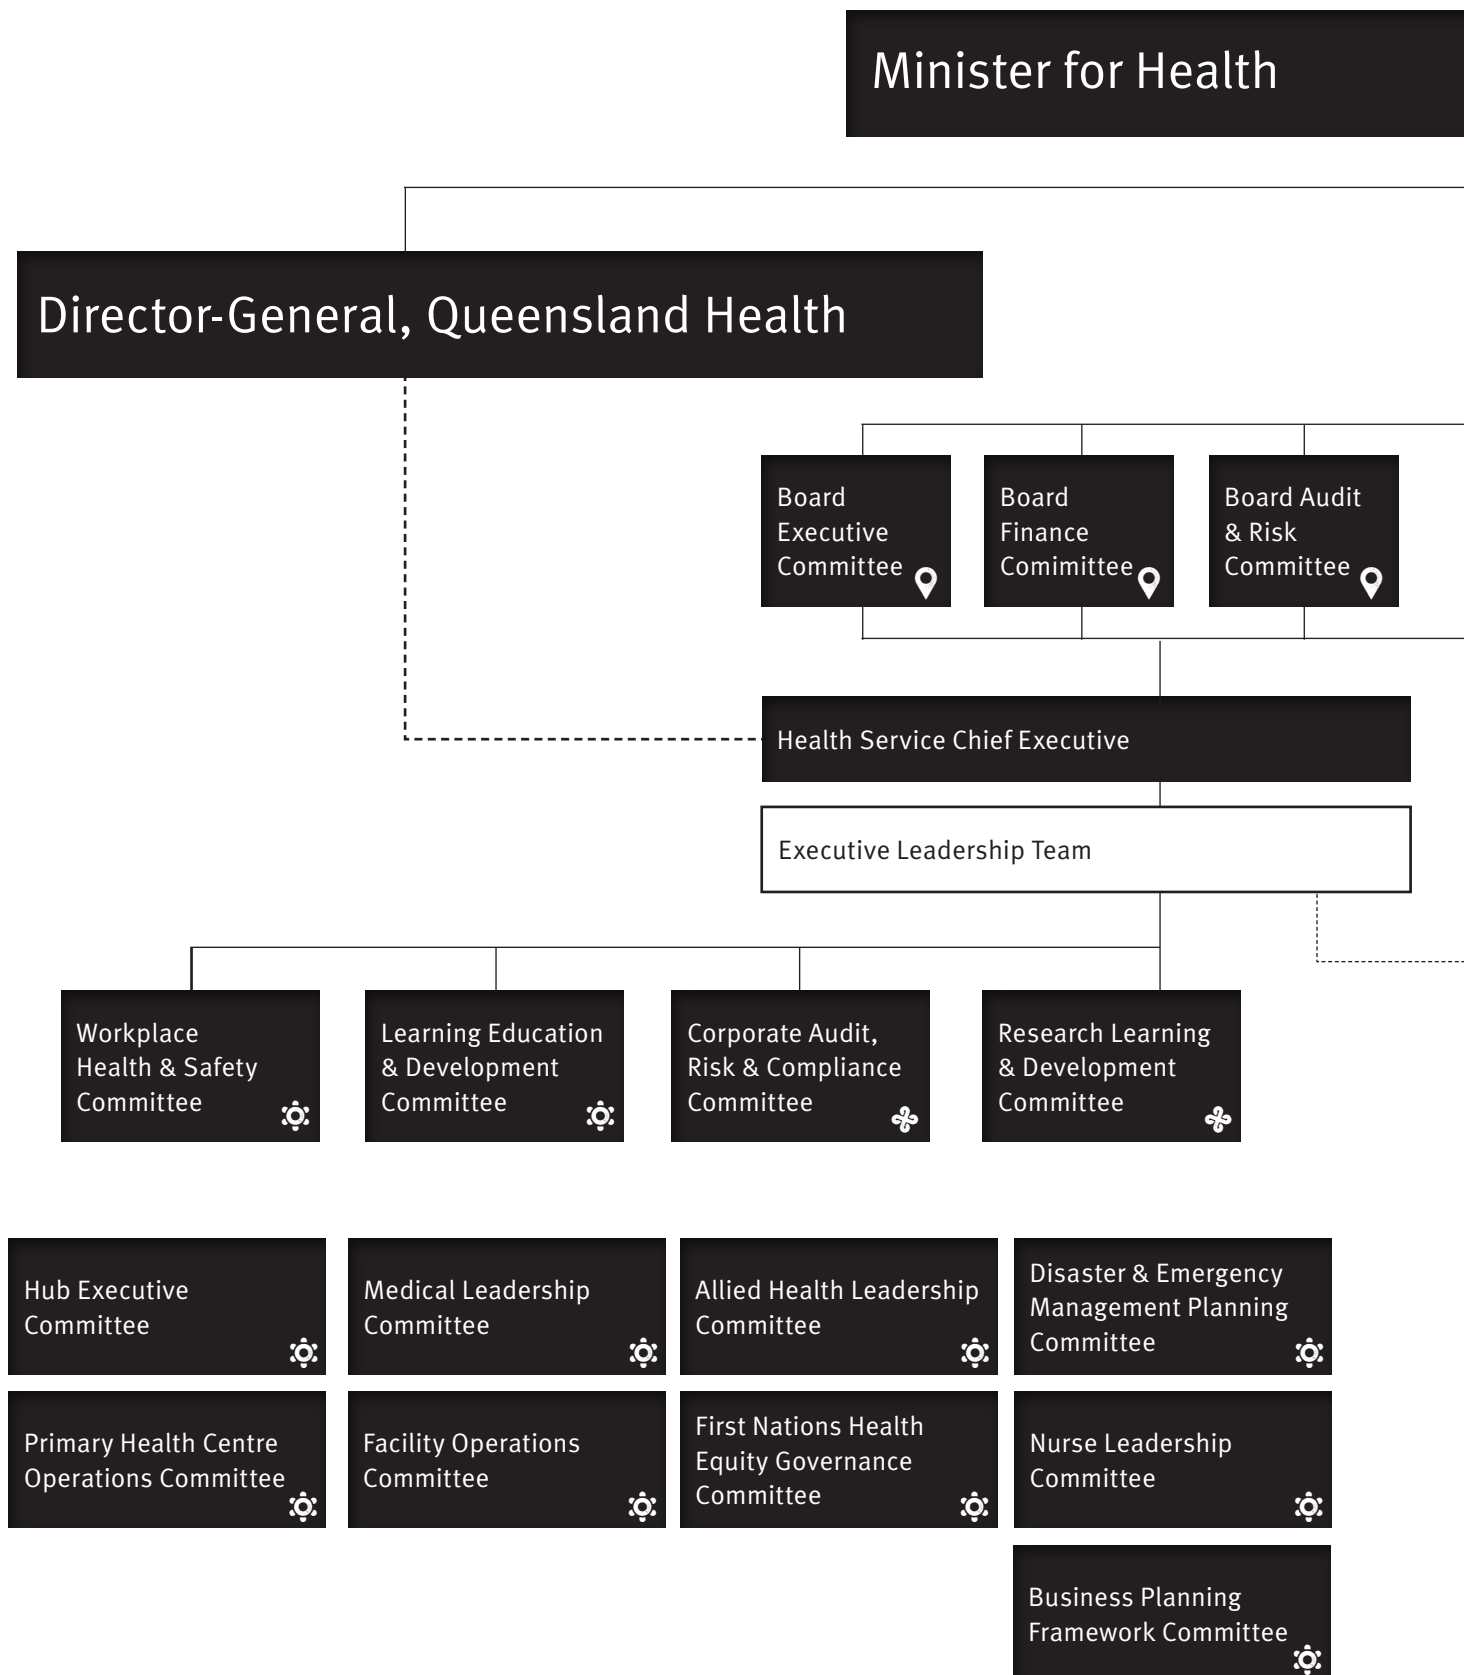 Minister for Health
Director-General, Queensland Health
Board
Executive
Committee
Board
Finance
Comimittee
Board Audit
& Risk
Committee
Health Service Chief Executive
Executive Leadership Team
Workplace
Health & Safety
Committee
Learning Education
& Development
Committee
Corporate Audit,
Risk & Compliance
Committee
Research Learning
& Development
Committee
Hub Executive
Committee
Medical Leadership
Committee
Allied Health Leadership
Committee
Disaster & Emergency
Management Planning
Committee
Primary Health Centre
Operations Committee
Facility Operations
Committee
First Nations Health
Equity Governance
Committee
Nurse Leadership
Committee
Business Planning
Framework Committee